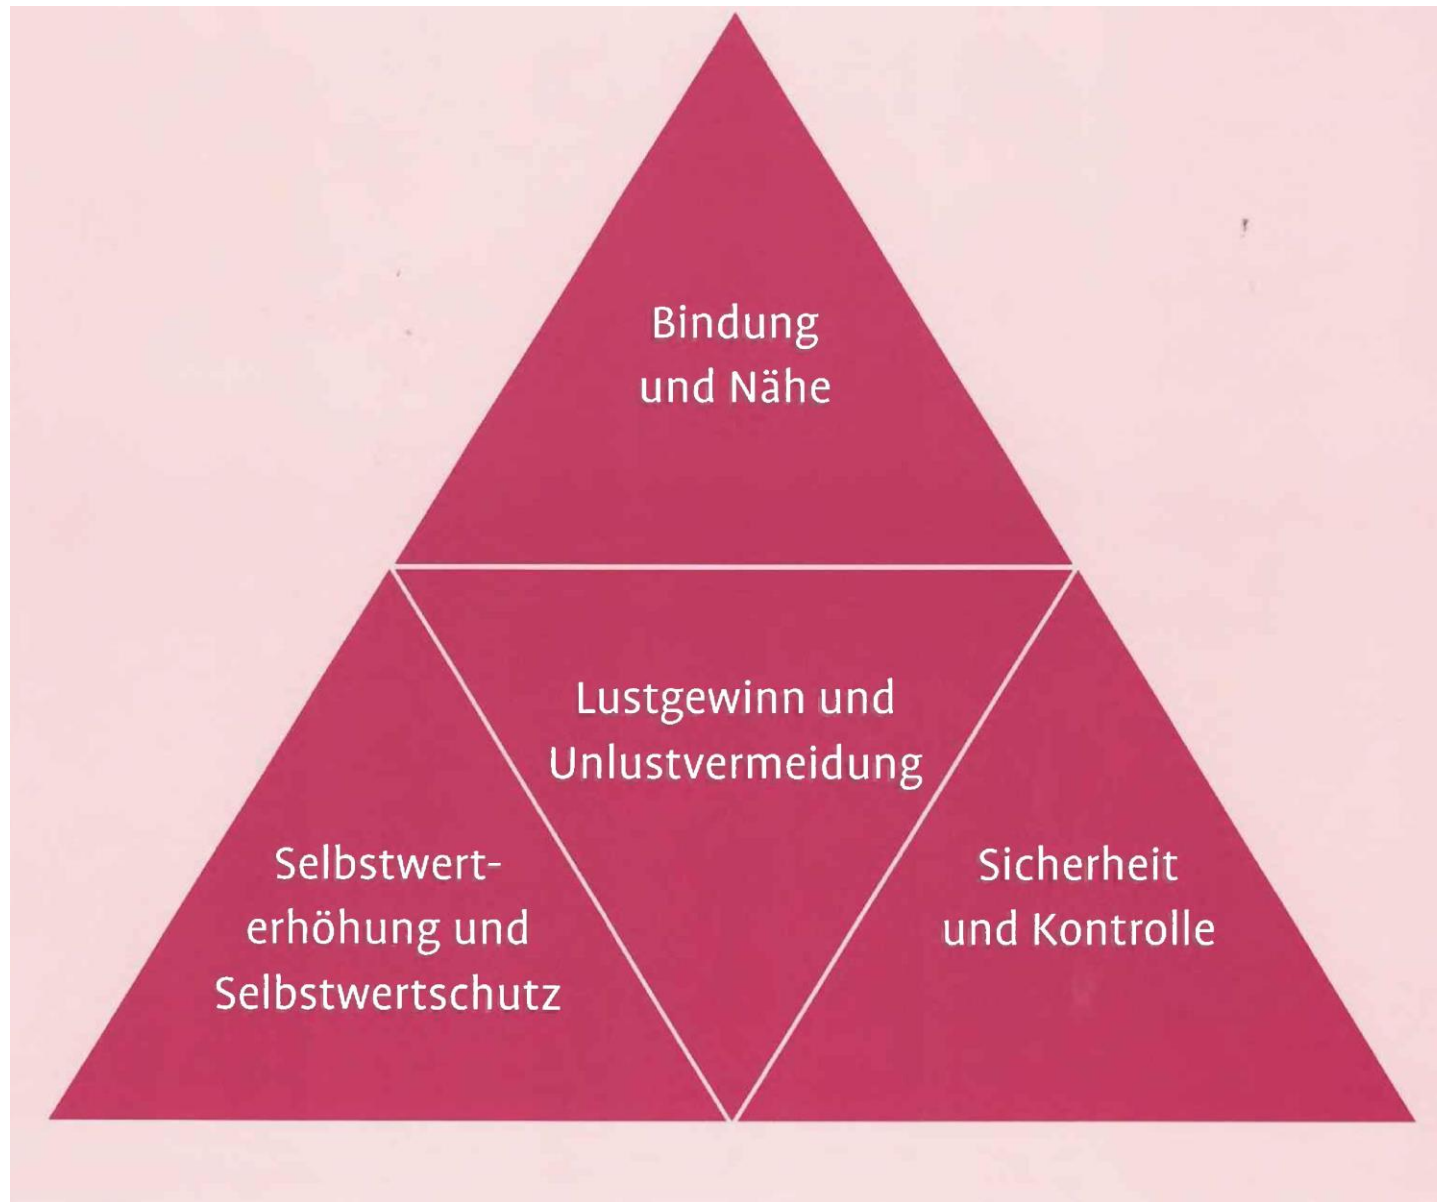 Bindung
und Nähe
Lustgewinn und
Unlustvermeidung
Selbstwert-
erhöhung und
Selbstwertschutz
Sicherheit
und Kontrolle